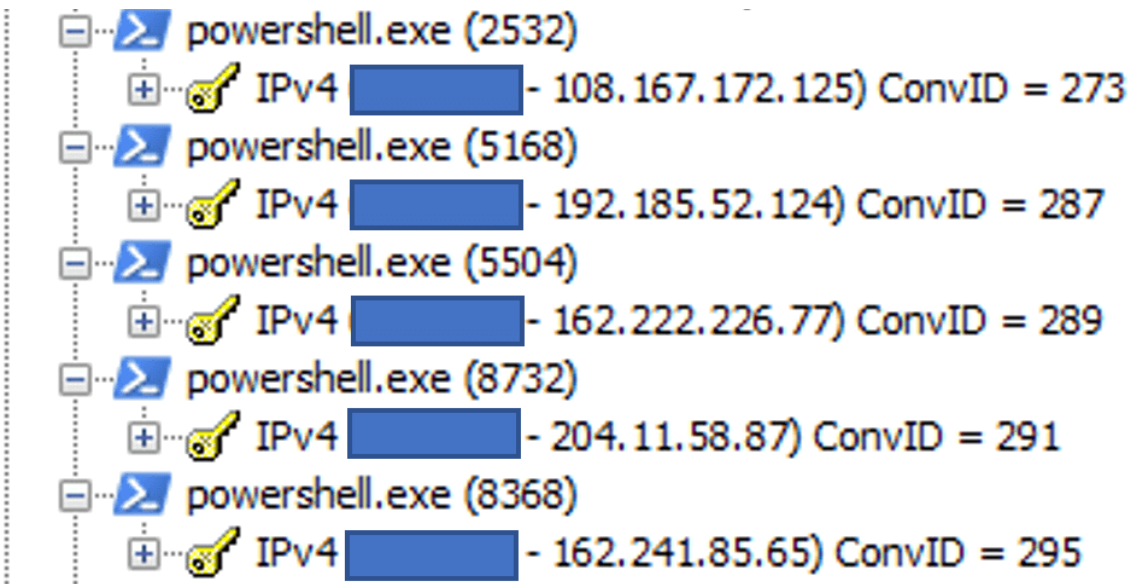 powershell.exe (2532)
IPv4 ( - 108.167.172.125) ConvID = 273
powershell.exe (5168)
IPv4 ( - 192.185.52.124) ConvID = 287
powershell.exe (5504)
IPv4 ( - 162.222.226.77) ConvID = 289
powershell.exe (8732)
IPv4 - 204.11.58.87) ConvID = 291
powershell.exe (8368)
IPv4 - 162.241.85.65) ConvID = 295